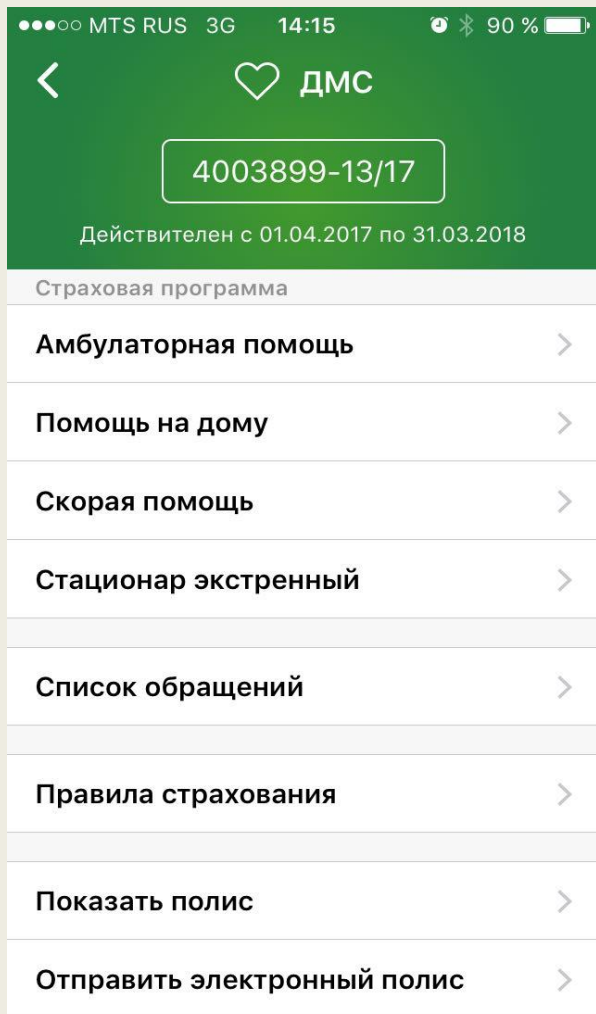 MTS RUS 3G 14:15 90 %
ДМС
4003899-13/17
Действителен с 01.04.2017 по 31.03.2018
Страховая программа
Амбулаторная помощь
Помощь на дому
Скорая помощь
Стационар экстренный
Список обращений
Правила страхования
Показать полис
Отправить электронный полис